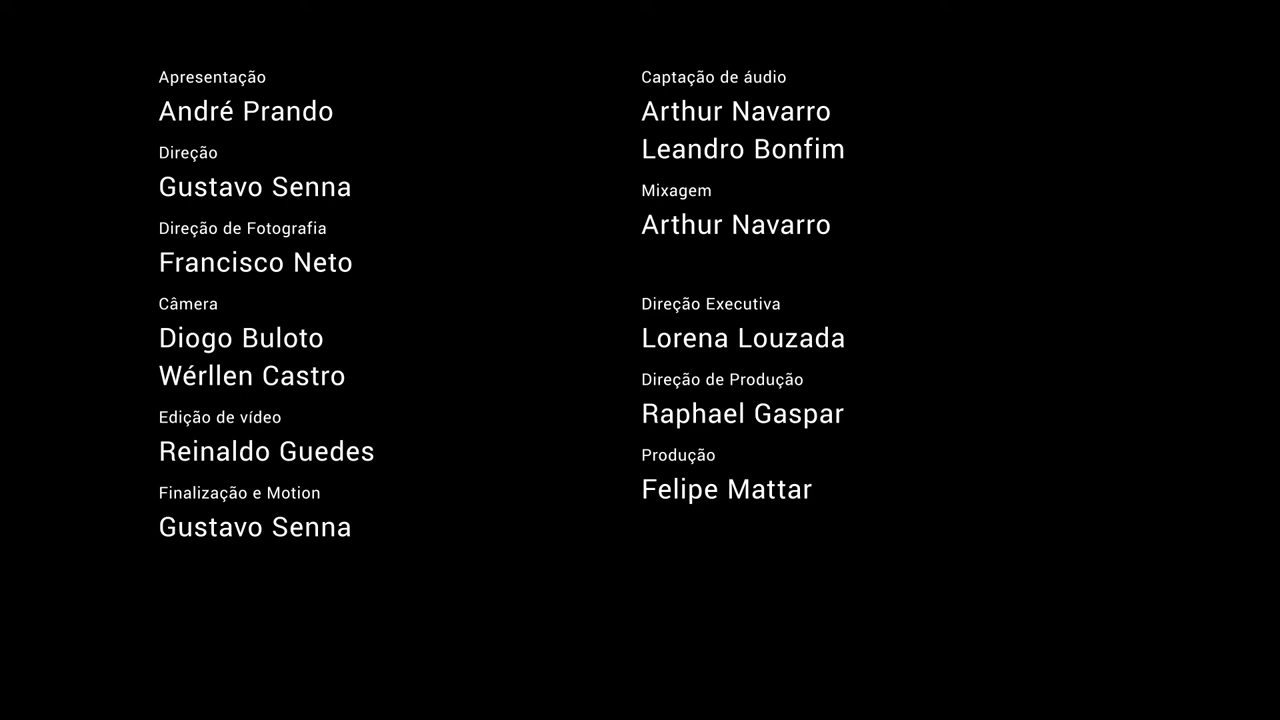 Apresentação
André Prando
Direção
Gustavo Senna
Direção de Fotografia
Francisco Neto
Câmera
Diogo Buloto
Wérllen Castro
Edição de vídeo
Reinaldo Guedes
Finalização e Motion
Gustavo Senna
Captação de áudio
Arthur Navarro
Leandro Bonfim
Mixagem
Arthur Navarro
Direção Executiva
Lorena Louzada
Direção de Produção
Raphael Gaspar
Produção
Felipe Mattar